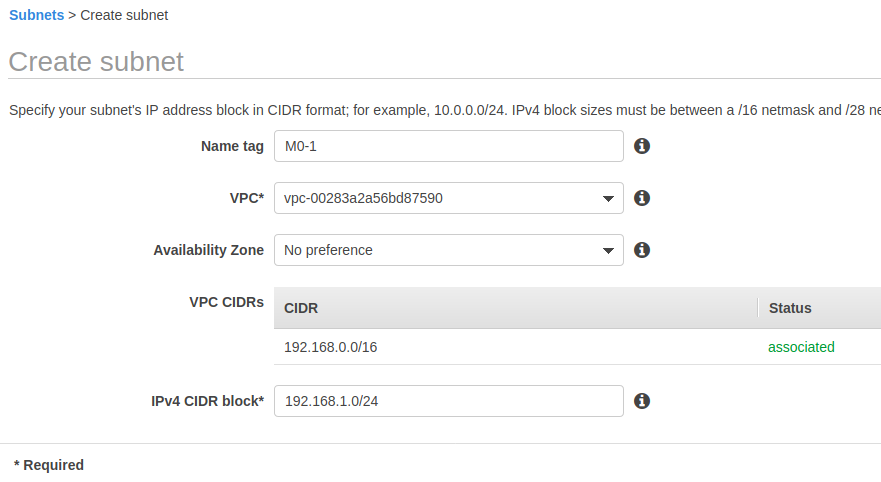 Subnets > Create subnet
Create subnet
Specify your subnet's IP address block in CIDR format; for example, 10.0.0.0/24. IPv4 block sizes must be between a /16 netmask and /28 ne
Name tag M0-1
VPC* vpc-00283a2a56bd87590
Availability Zone No preference
VPC CIDRs CIDR Status
192.168.0.0/16 associated
IPv4 CIDR block* 192.168.1.0/24
* Required